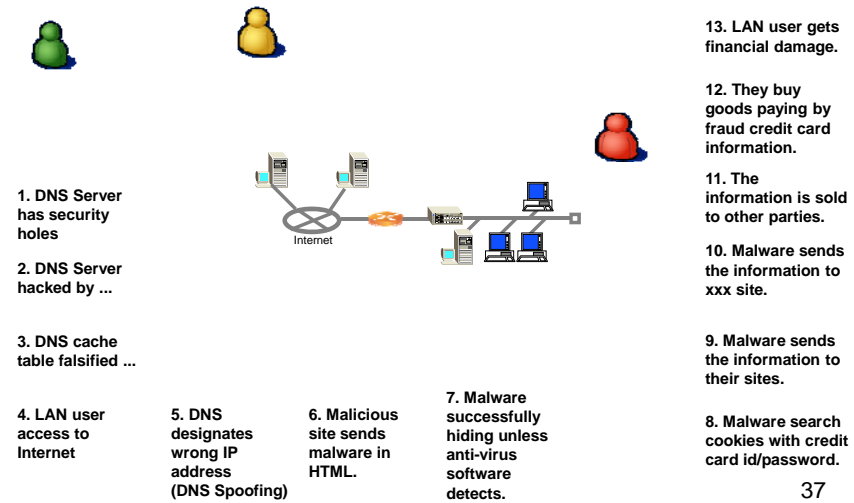 1. DNS Server
has security
holes
2. DNS Server
hacked by ...
3. DNS cache
table falsified ...
4. LAN user
access to
Internet
5. DNS
designates
wrong IP
address
(DNS Spoofing)
6. Malicious
site sends
malware in
HTML.
7. Malware
successfully
hiding unless
anti-virus
software
detects.
8. Malware search
cookies with credit
card id/password.
9. Malware sends
the information to
their sites.
10. Malware sends
the information to
xxx site.
11. The
information is sold
to other parties.
12. They buy
goods paying by
fraud credit card
information.
13. LAN user gets
financial damage.
Internet
37